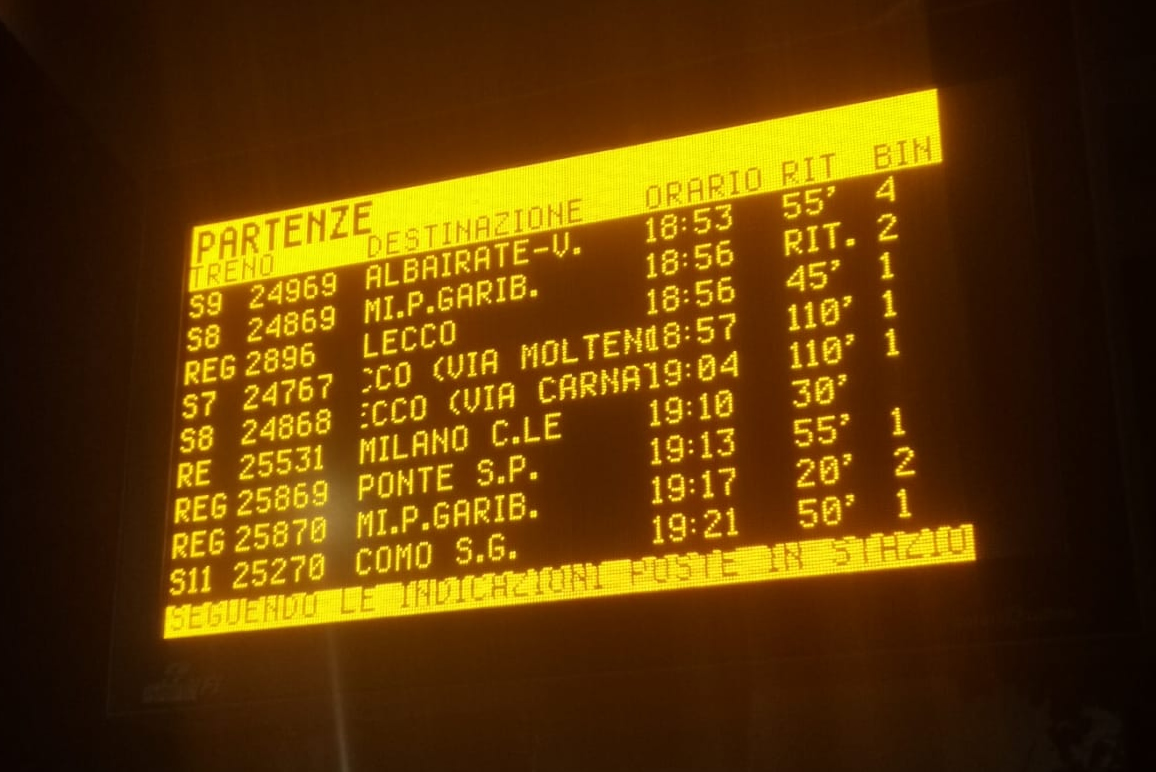 PARTENZE
TRENO DESTINAZIONE ORARIO RIT BIN
S9 24969 ALBAIRATE-V. 18:53 55' 4
S8 24869 MI.P.GARIB. 18:56 RIT. 2
REG 2896 LECCO 18:56 45' 1
S7 24767 CO (VIA MOLTEN 18:57 110' 1
S8 24868 CCO (VIA CARNA 19:04 110' 1
RE 25531 MILANO C.LE 19:10 30'
REG 25869 PONTE S.P. 19:13 55' 1
REG 25870 MI.P.GARIB. 19:17 20' 2
S11 25270 COMO S.G. 19:21 50' 1
SEGUENDO LE INDICAZIONI POSTE IN STAZIO